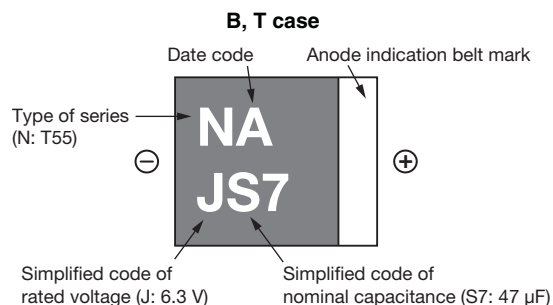 B, T case
Date code
Anode indication belt mark
Type of series
(N: T55)
NA
JS7
⊖
⊕
Simplified code of
rated voltage (J: 6.3 V)
Simplified code of
nominal capacitance (S7: 47 μF)